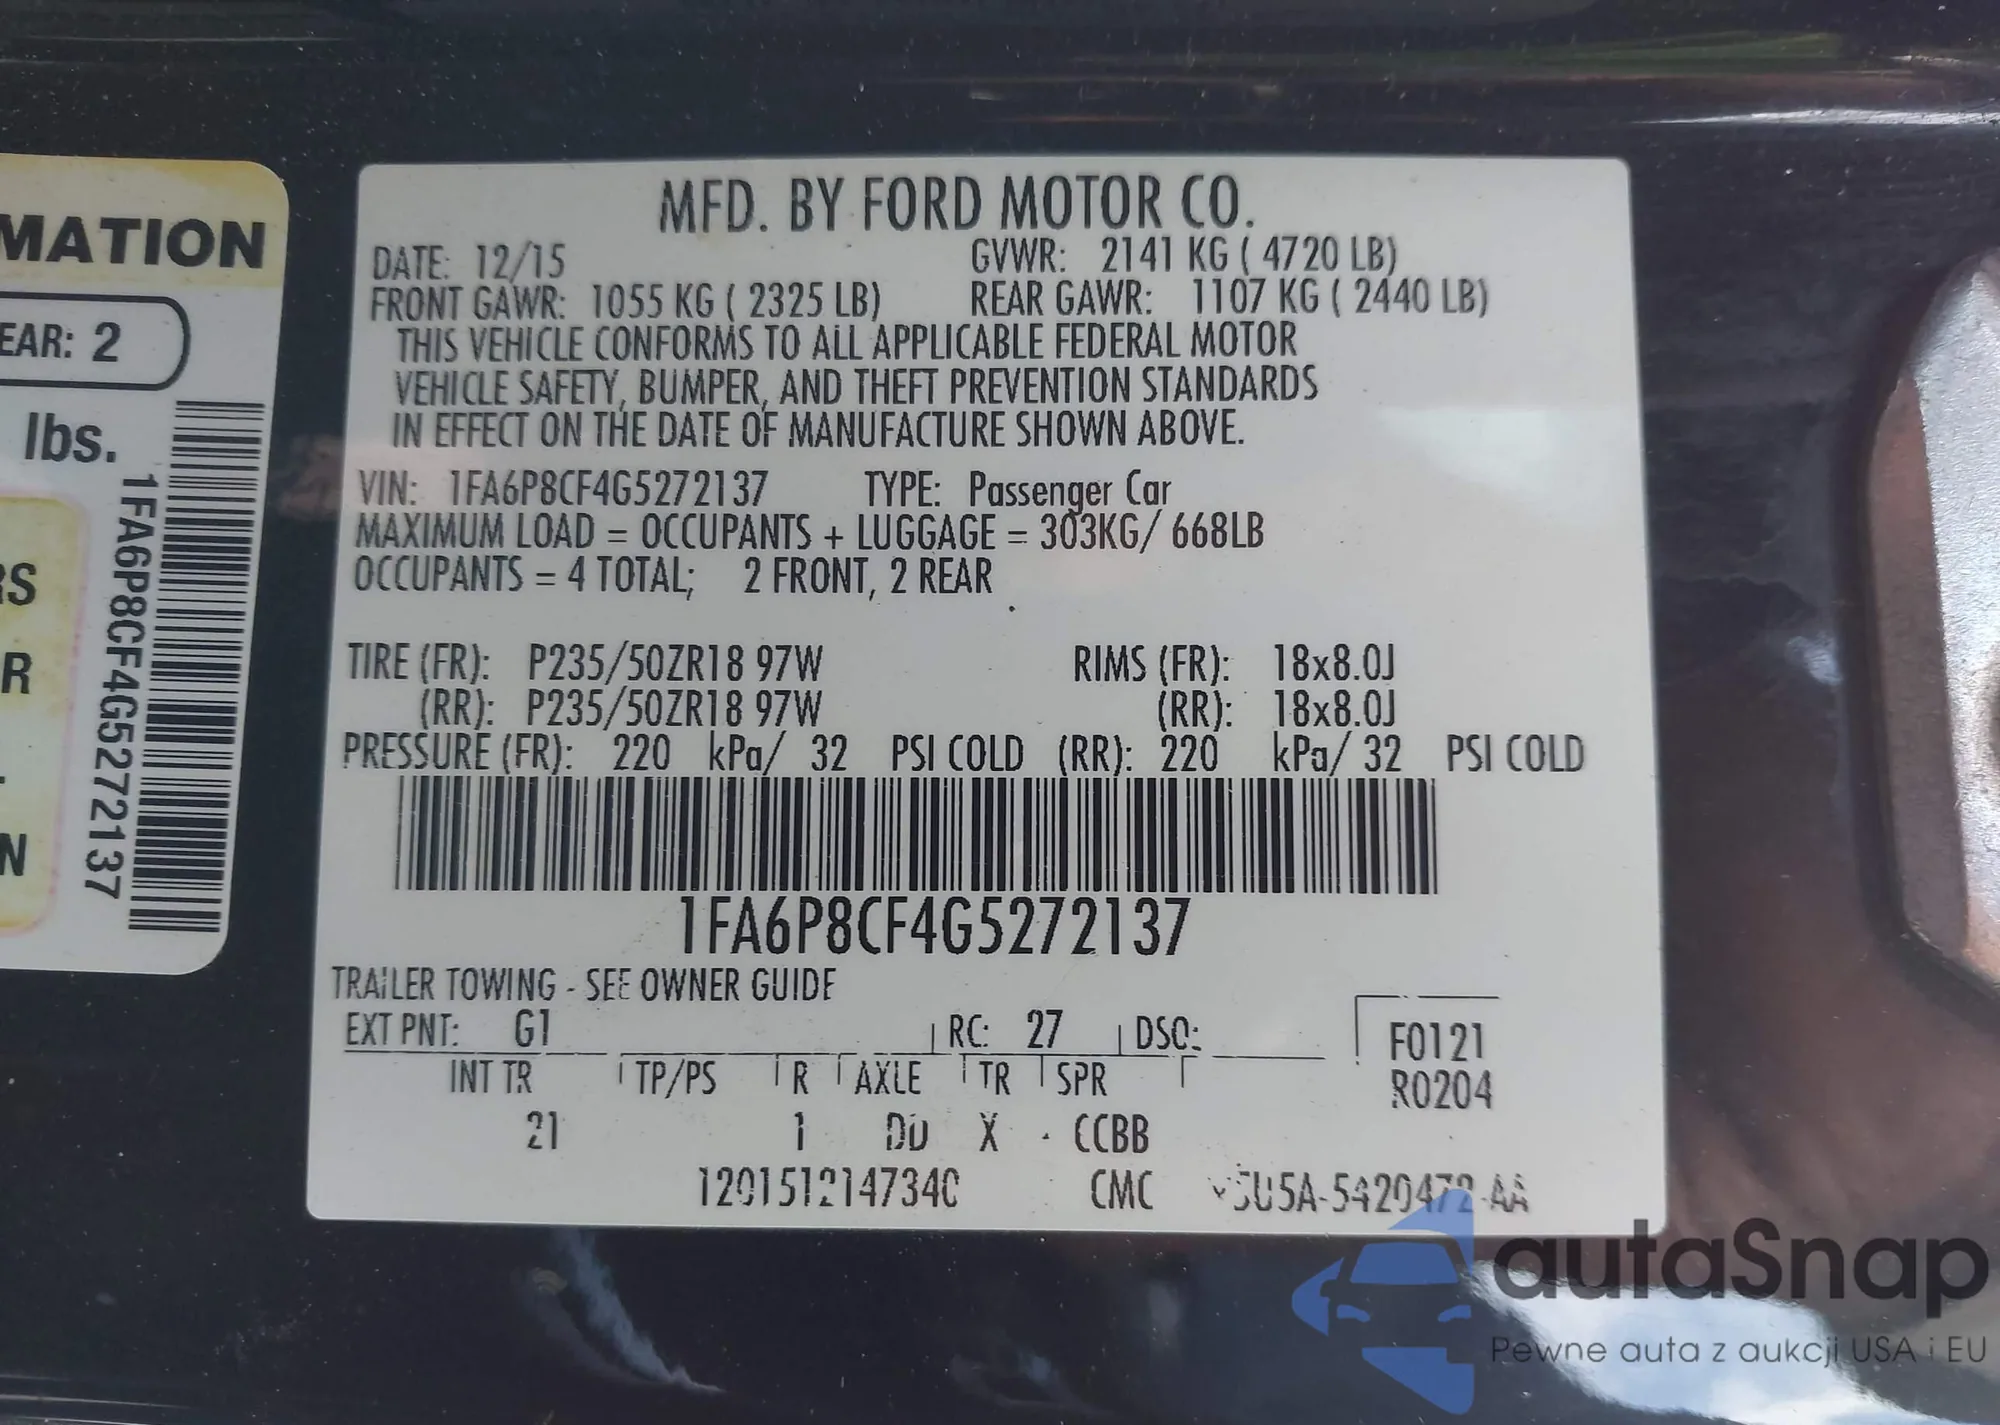 MATION
EAR: 2
lbs.
RS
R
N
1FA6P8CF4G5272137
MFD. BY FORD MOTOR CO.
DATE: 12/15 GVWR: 2141 KG ( 4720 LB)
FRONT GAWR: 1055 KG ( 2325 LB) REAR GAWR: 1107 KG ( 2440 LB)
THIS VEHICLE CONFORMS TO ALL APPLICABLE FEDERAL MOTOR
VEHICLE SAFETY, BUMPER, AND THEFT PREVENTION STANDARDS
IN EFFECT ON THE DATE OF MANUFACTURE SHOWN ABOVE.
VIN: 1FA6P8CF4G5272137 TYPE: Passenger Car
MAXIMUM LOAD = OCCUPANTS + LUGGAGE = 303KG/ 668LB
OCCUPANTS = 4 TOTAL; 2 FRONT, 2 REAR
TIRE (FR): P235/50ZR18 97W RIMS (FR): 18x8.0J
(RR): P235/50ZR18 97W (RR): 18x8.0J
PRESSURE (FR): 220 kPa/ 32 PSI COLD (RR): 220 kPa/ 32 PSI COLD
1FA6P8CF4G5272137
TRAILER TOWING - SEE OWNER GUIDE
EXT PNT: G1 RC: 27 DSO: F0121
INT TR TP/PS R AXLE TR SPR R0204
21 1 DD X CCBB
CMC
autaSnap
Pewne auta z aukcji USA i EU